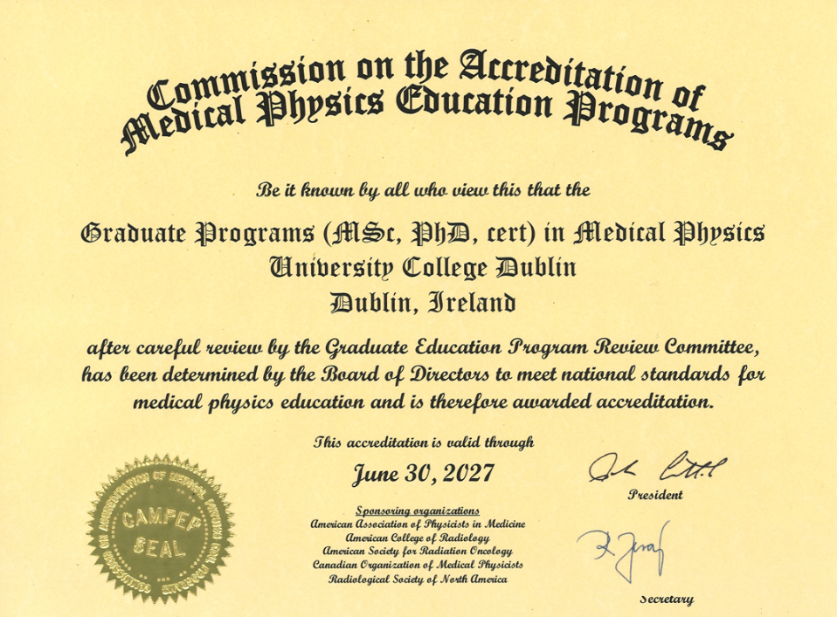 Commission on the Accreditation of
Medical Physics Education Programs
Be it known by all who view this that the
Graduate Programs (MSc, PhD, cert) in Medical Physics
University College Dublin
Dublin, Ireland
after careful review by the Graduate Education Program Review Committee,
has been determined by the Board of Directors to meet national standards for
medical physics education and is therefore awarded accreditation.
This accreditation is valid through
June 30, 2027
President
Sponsoring organizations
American Association of Physicists in Medicine
American College of Radiology
American Society for Radiation Oncology
Canadian Organization of Medical Physicists
Radiological Society of North America
Secretary
CAMPEP
SEAL